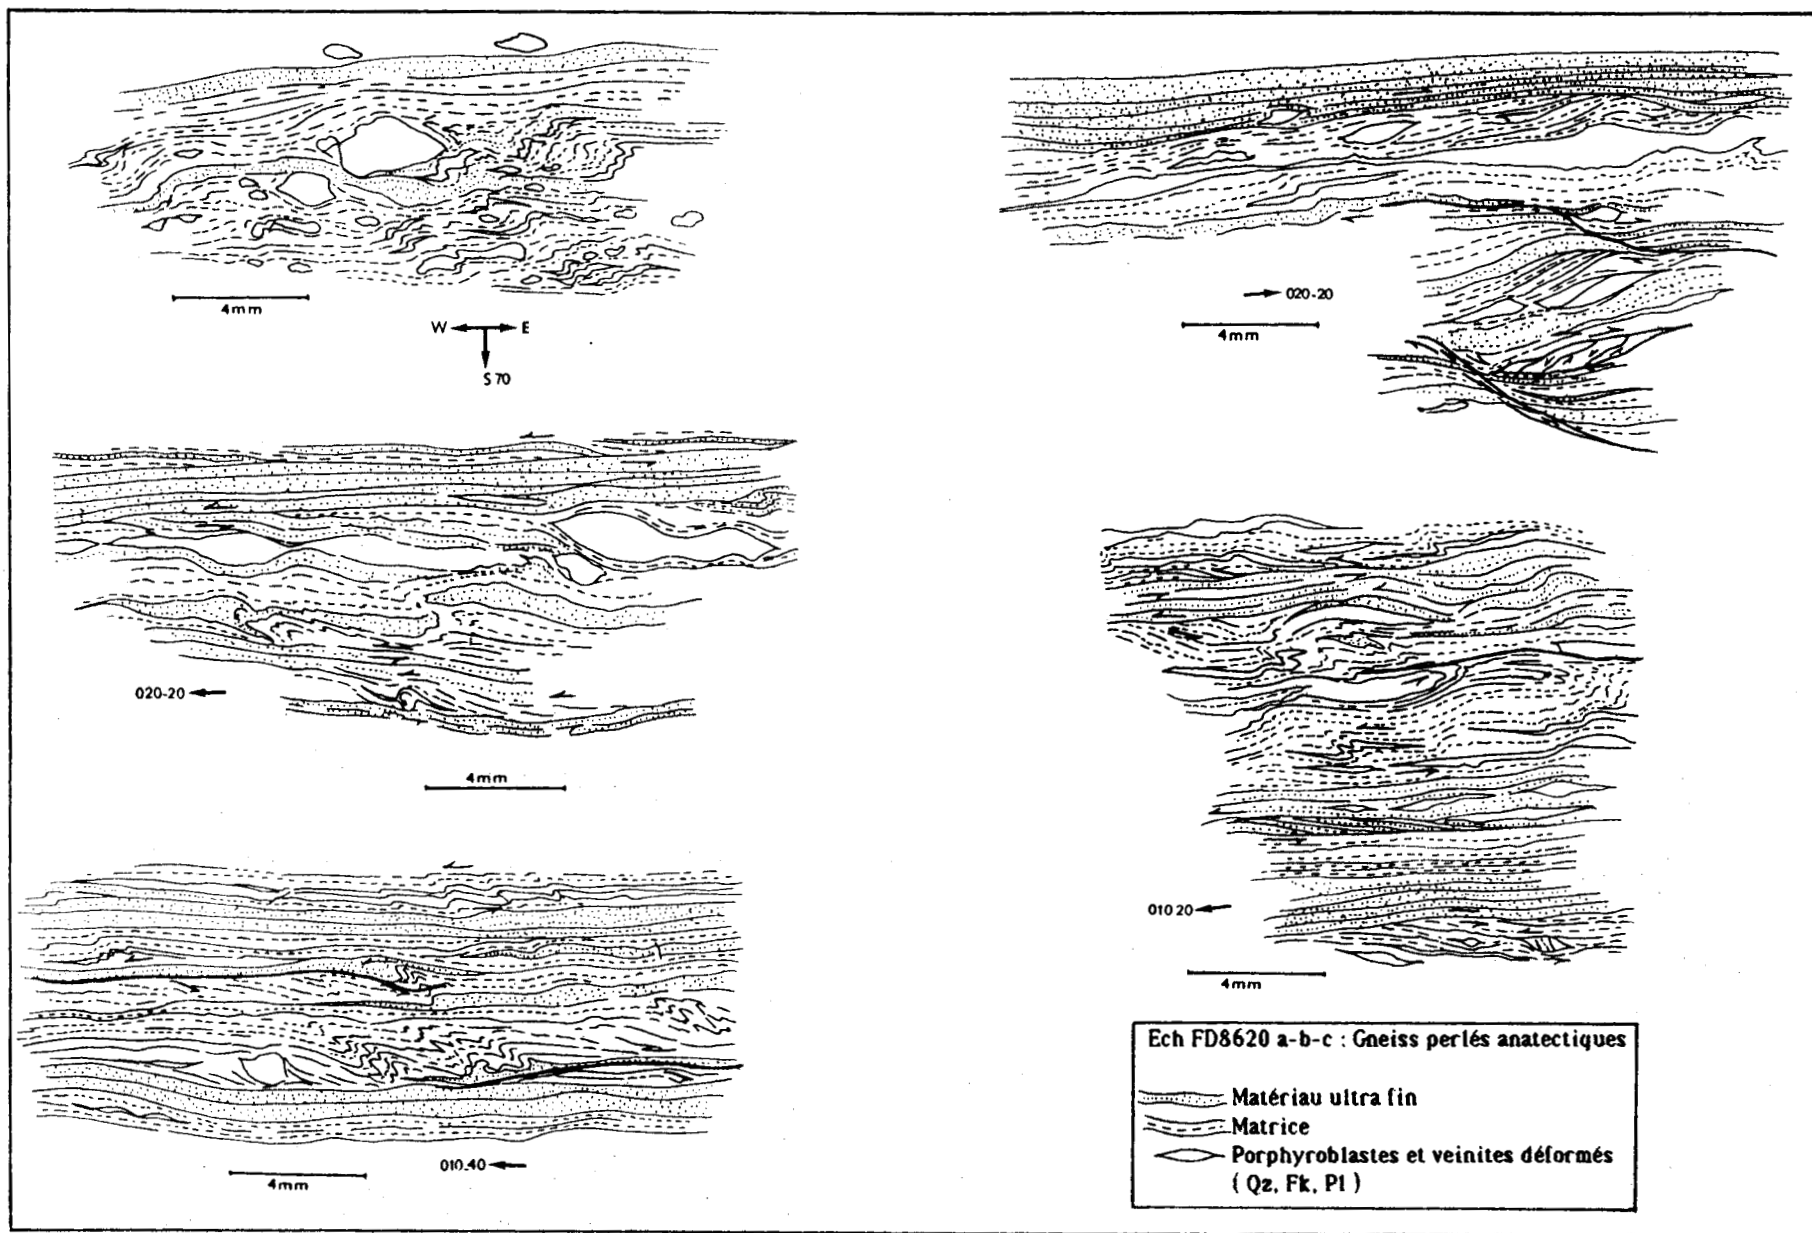 4mm
W E
S 70
020-20
4mm
020-20
4mm
010 20
4mm
010-40
4mm
Ech FD8620 a-b-c : Gneiss perlés anatectiques
Matériau ultra fin
Matrice
Porphyroblastes et veinites déformés
( Qz, Fk, Pl )